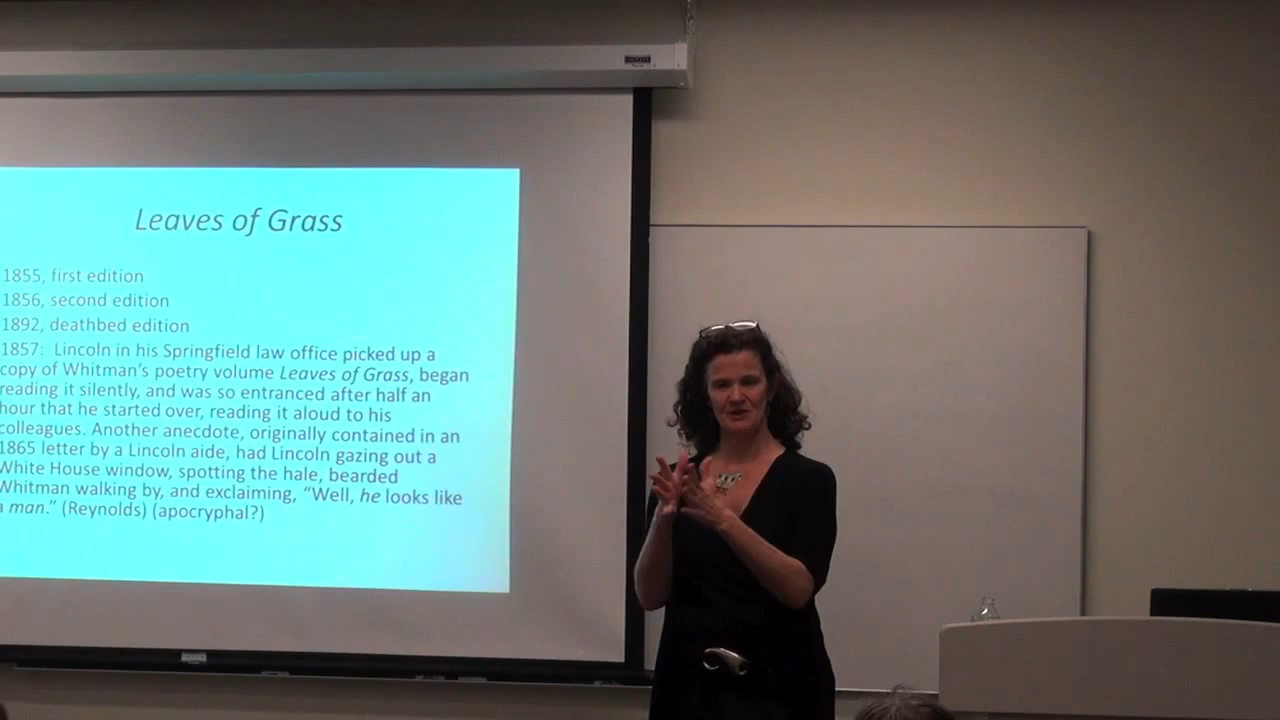 Leaves of Grass
1855, first edition
1856, second edition
1892, deathbed edition
1857: Lincoln in his Springfield law office picked up a
copy of Whitman's poetry volume Leaves of Grass, began
reading it silently, and was so entranced after half an
hour that he started over, reading it aloud to his
colleagues. Another anecdote, originally contained in an
1865 letter by a Lincoln aide, had Lincoln gazing out a
White House window, spotting the hale, bearded
Whitman walking by, and exclaiming, “Well, he looks like
a man.” (Reynolds) (apocryphal?)